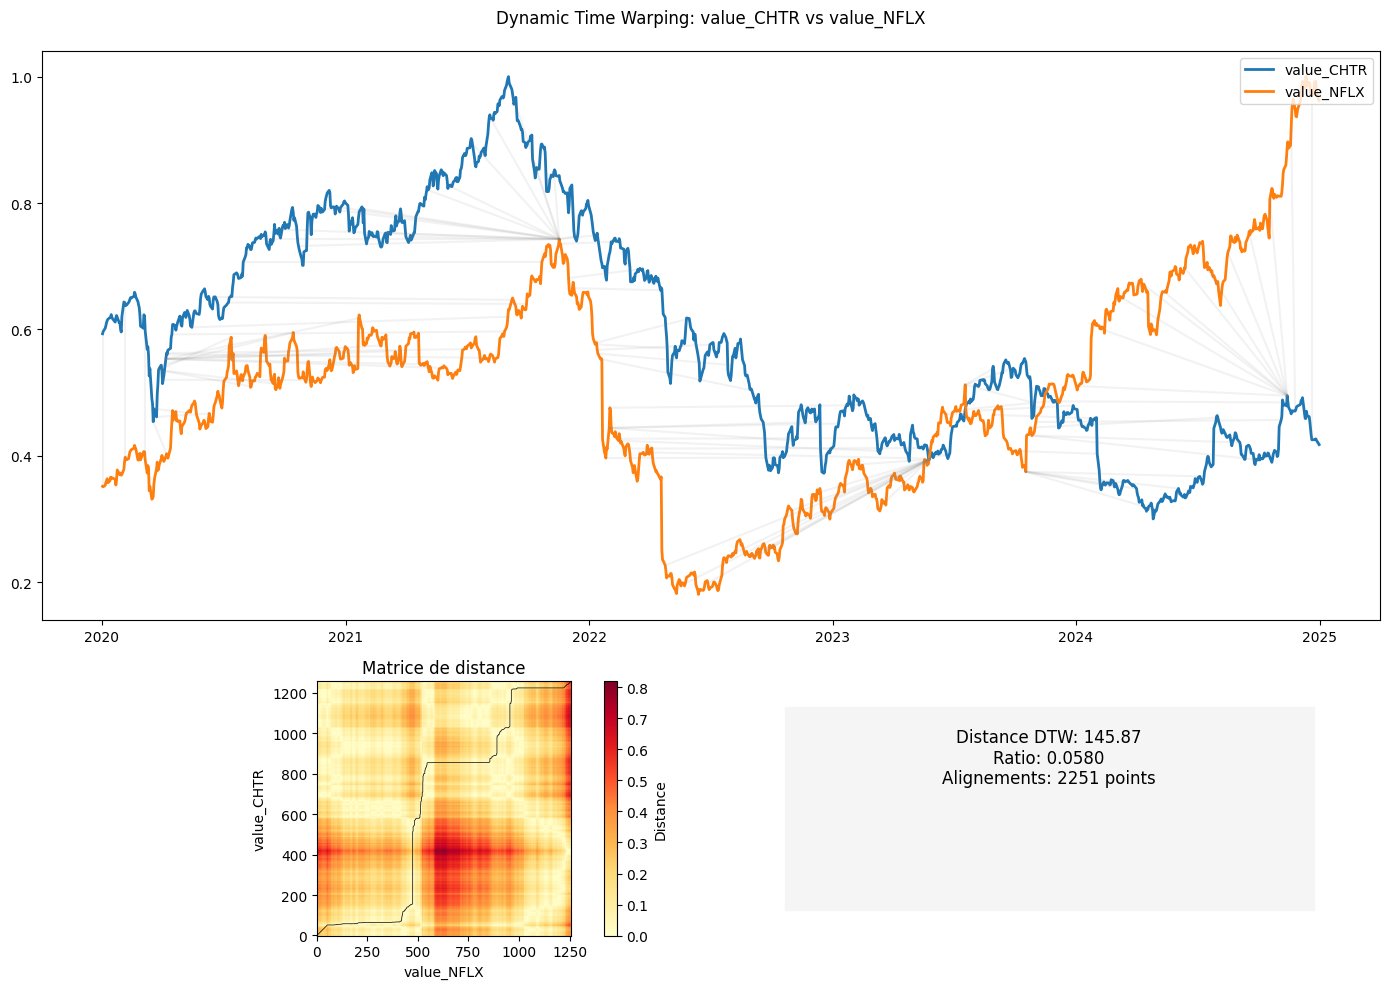 Dynamic Time Warping: value_CHTR vs value_NFLX
value_CHTR
value_NFLX
1.0
0.8
0.6
0.4
0.2
2020 2021 2022 2023 2024 2025
Matrice de distance
value_CHTR
1200
1000
800
600
400
200
0
0 250 500 750 1000 1250
value_NFLX
0.8
0.7
0.6
0.5
0.4
0.3
0.2
0.1
0.0
Distance
Distance DTW: 145.87
Ratio: 0.0580
Alignements: 2251 points